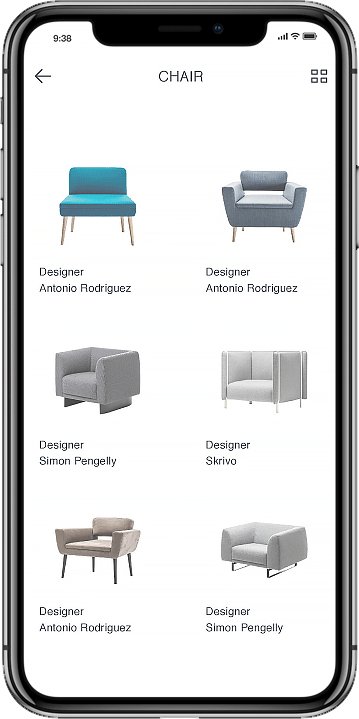 9:38
CHAIR
Designer
Antonio Rodriguez
Designer
Antonio Rodriguez
Designer
Simon Pengelly
Designer
Skrivo
Designer
Antonio Rodriguez
Designer
Simon Pengelly